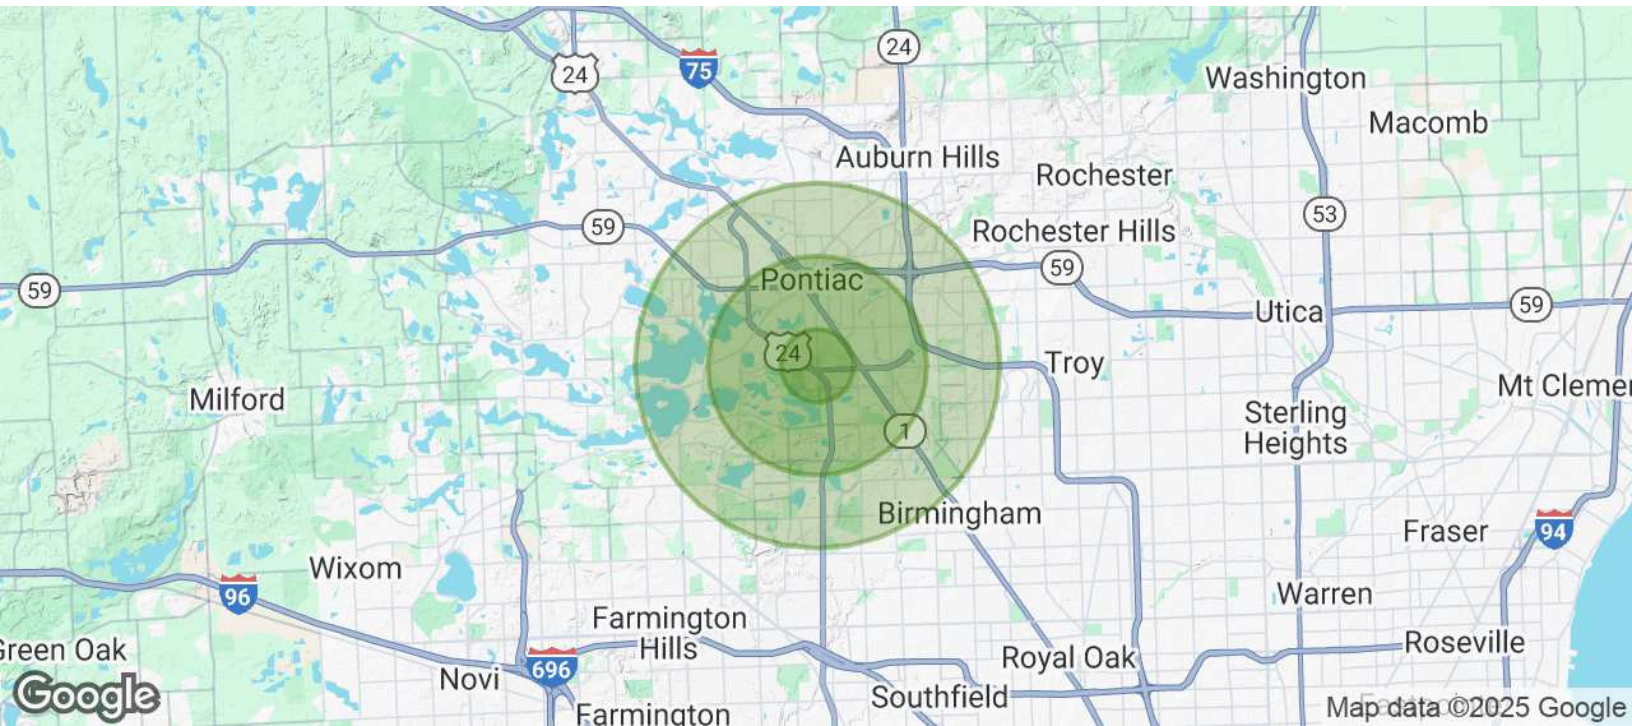 24
75
24
Washington
Macomb
Auburn Hills
Rochester
59
53
Rochester Hills
59
59
Pontiac
59
Utica
24
Troy
Milford
Mt Clemen
Sterling
Heights
1
Birmingham
Fraser
94
Wixom
96
Warren
Farmington
Hills
Green Oak
Royal Oak
Roseville
696
Novi
Southfield
Google
Farmington
Map data ©2025 Google